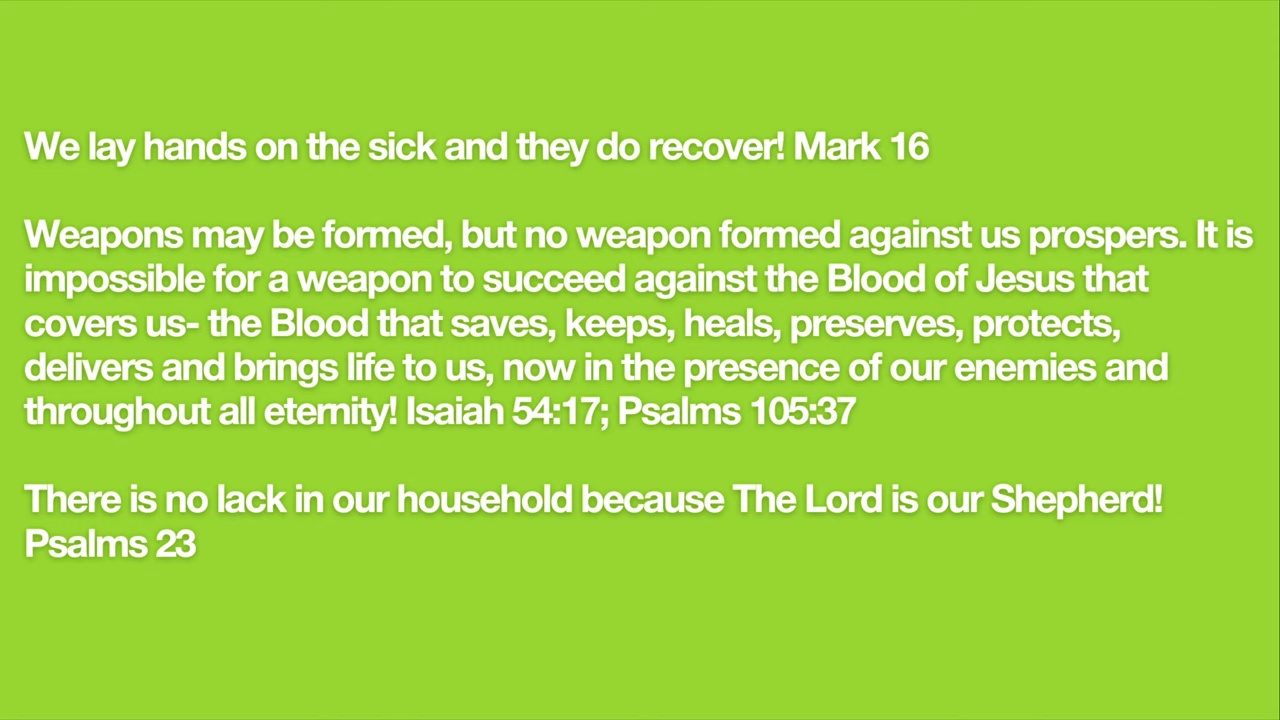 We lay hands on the sick and they do recover! Mark 16
Weapons may be formed, but no weapon formed against us prospers. It is
impossible for a weapon to succeed against the Blood of Jesus that
covers us- the Blood that saves, keeps, heals, preserves, protects,
delivers and brings life to us, now in the presence of our enemies and
throughout all eternity! Isaiah 54:17; Psalms 105:37
There is no lack in our household because The Lord is our Shepherd!
Psalms 23